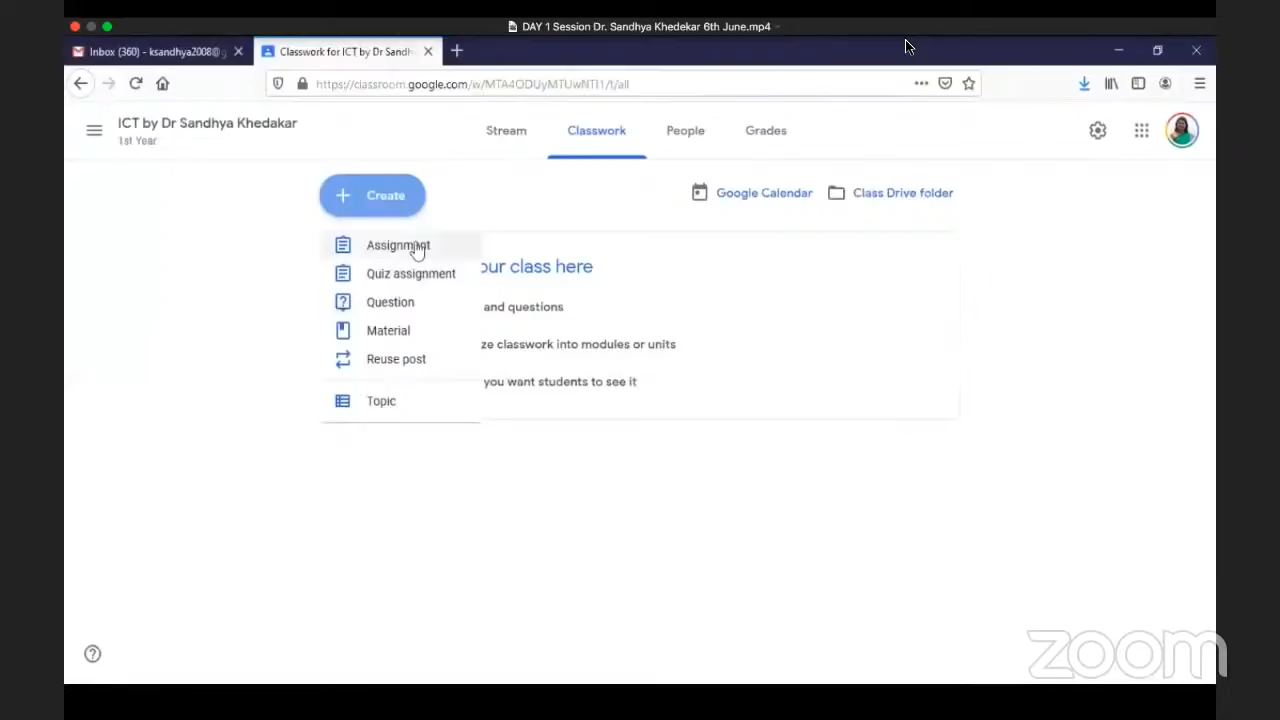 DAY 1 Session Dr. Sandhya Khedekar 6th June.mp4
Inbox (360) - ksandhya2008@g
Classwork for ICT by Dr Sandh
https://classroom.google.com/w/MTA4ODUyMTUwNTI1/t/all
ICT by Dr Sandhya Khedakar
1st Year
Stream
Classwork
People
Grades
Create
Google Calendar
Class Drive folder
Assignment
Quiz assignment
Question
Material
Reuse post
Topic
our class here
and questions
ze classwork into modules or units
you want students to see it
zoom